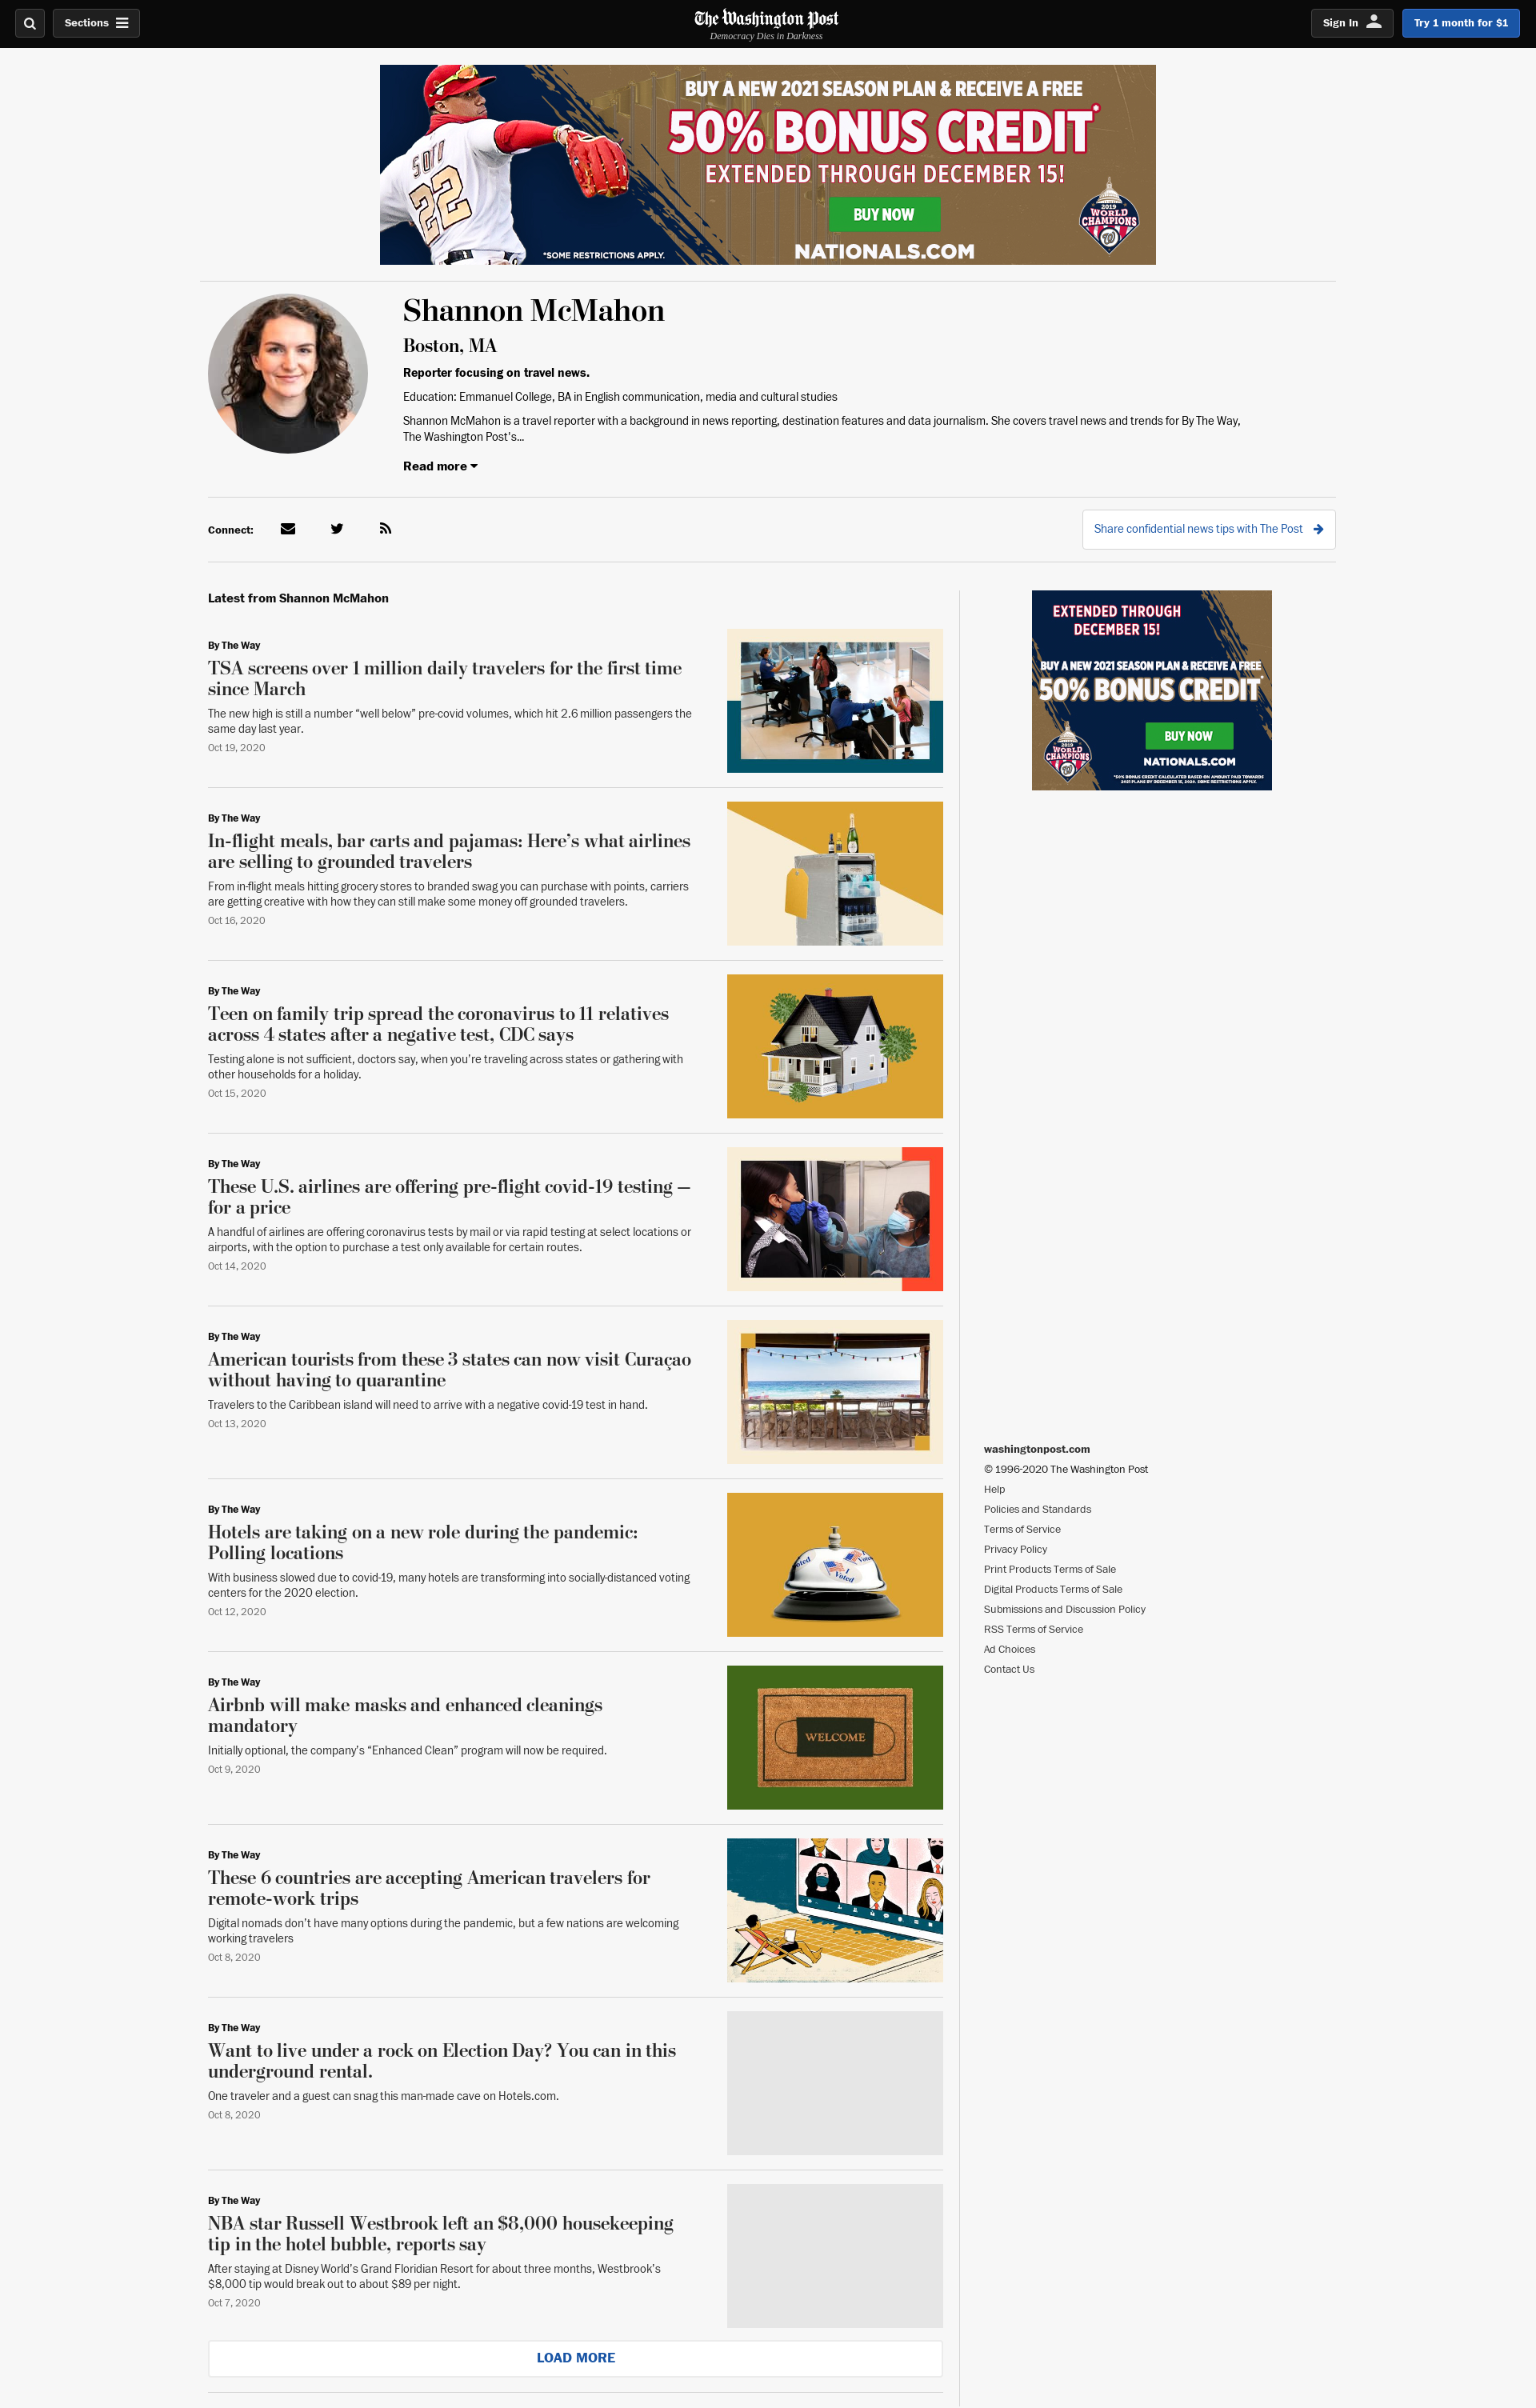 Sections
The Washington Post
Democracy Dies in Darkness
Sign In
Try 1 month for $1
BUY A NEW 2021 SEASON PLAN & RECEIVE A FREE
50% BONUS CREDIT*
EXTENDED THROUGH DECEMBER 15!
BUY NOW
NATIONALS.COM
*SOME RESTRICTIONS APPLY.
SOTO
22
2019
WORLD
CHAMPIONS
W
Shannon McMahon
Boston, MA
Reporter focusing on travel news.
Education: Emmanuel College, BA in English communication, media and cultural studies
Shannon McMahon is a travel reporter with a background in news reporting, destination features and data journalism. She covers travel news and trends for By The Way,
The Washington Post's...
Read more
Connect:
Share confidential news tips with The Post
Latest from Shannon McMahon
By The Way
TSA screens over 1 million daily travelers for the first time
since March
The new high is still a number “well below” pre-covid volumes, which hit 2.6 million passengers the
same day last year.
Oct 19, 2020
By The Way
In-flight meals, bar carts and pajamas: Here’s what airlines
are selling to grounded travelers
From in-flight meals hitting grocery stores to branded swag you can purchase with points, carriers
are getting creative with how they can still make some money off grounded travelers.
Oct 16, 2020
By The Way
Teen on family trip spread the coronavirus to 11 relatives
across 4 states after a negative test, CDC says
Testing alone is not sufficient, doctors say, when you’re traveling across states or gathering with
other households for a holiday.
Oct 15, 2020
By The Way
These U.S. airlines are offering pre-flight covid-19 testing —
for a price
A handful of airlines are offering coronavirus tests by mail or via rapid testing at select locations or
airports, with the option to purchase a test only available for certain routes.
Oct 14, 2020
By The Way
American tourists from these 3 states can now visit Curaçao
without having to quarantine
Travelers to the Caribbean island will need to arrive with a negative covid-19 test in hand.
Oct 13, 2020
By The Way
Hotels are taking on a new role during the pandemic:
Polling locations
With business slowed due to covid-19, many hotels are transforming into socially-distanced voting
centers for the 2020 election.
Oct 12, 2020
I Voted
By The Way
Airbnb will make masks and enhanced cleanings
mandatory
Initially optional, the company’s “Enhanced Clean” program will now be required.
Oct 9, 2020
WELCOME
By The Way
These 6 countries are accepting American travelers for
remote-work trips
Digital nomads don’t have many options during the pandemic, but a few nations are welcoming
working travelers
Oct 8, 2020
By The Way
Want to live under a rock on Election Day? You can in this
underground rental.
One traveler and a guest can snag this man-made cave on Hotels.com.
Oct 8, 2020
By The Way
NBA star Russell Westbrook left an $8,000 housekeeping
tip in the hotel bubble, reports say
After staying at Disney World’s Grand Floridian Resort for about three months, Westbrook’s
$8,000 tip would break out to about $89 per night.
Oct 7, 2020
LOAD MORE
EXTENDED THROUGH
DECEMBER 15!
BUY A NEW 2021 SEASON PLAN & RECEIVE A FREE
50% BONUS CREDIT*
BUY NOW
NATIONALS.COM
*50% BONUS CREDIT CALCULATED BASED ON AMOUNT PAID TOWARDS
2021 PLANS BY DECEMBER 15, 2020. SOME RESTRICTIONS APPLY.
2019
WORLD
CHAMPIONS
W
washingtonpost.com
© 1996-2020 The Washington Post
Help
Policies and Standards
Terms of Service
Privacy Policy
Print Products Terms of Sale
Digital Products Terms of Sale
Submissions and Discussion Policy
RSS Terms of Service
Ad Choices
Contact Us